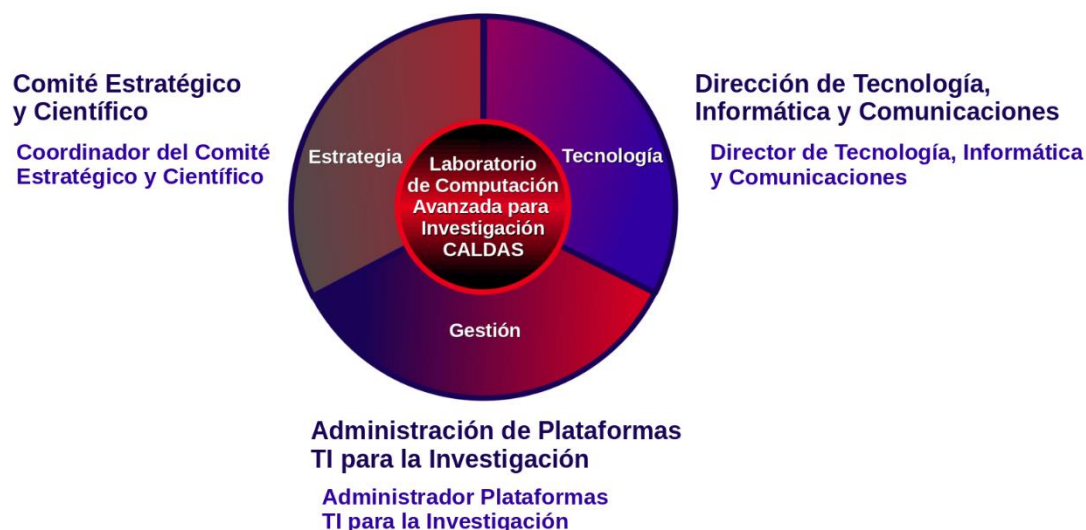 Comité Estratégico
y Científico
Coordinador del Comité
Estratégico y Científico
Estrategia
Laboratorio
de Computación
Avanzada para
Investigación
CALDAS
Tecnología
Dirección de Tecnología,
Informática y Comunicaciones
Director de Tecnología, Informática
y Comunicaciones
Gestión
Administración de Plataformas
TI para la Investigación
Administrador Plataformas
TI para la Investigación